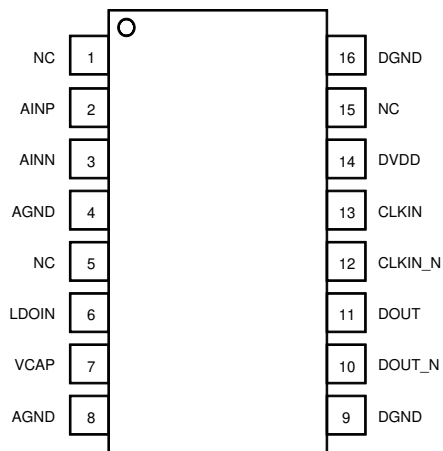 NC 1 16 DGND
AINP 2 15 NC
AINN 3 14 DVDD
AGND 4 13 CLKIN
NC 5 12 CLKIN_N
LDOIN 6 11 DOUT
VCAP 7 10 DOUT_N
AGND 8 9 DGND